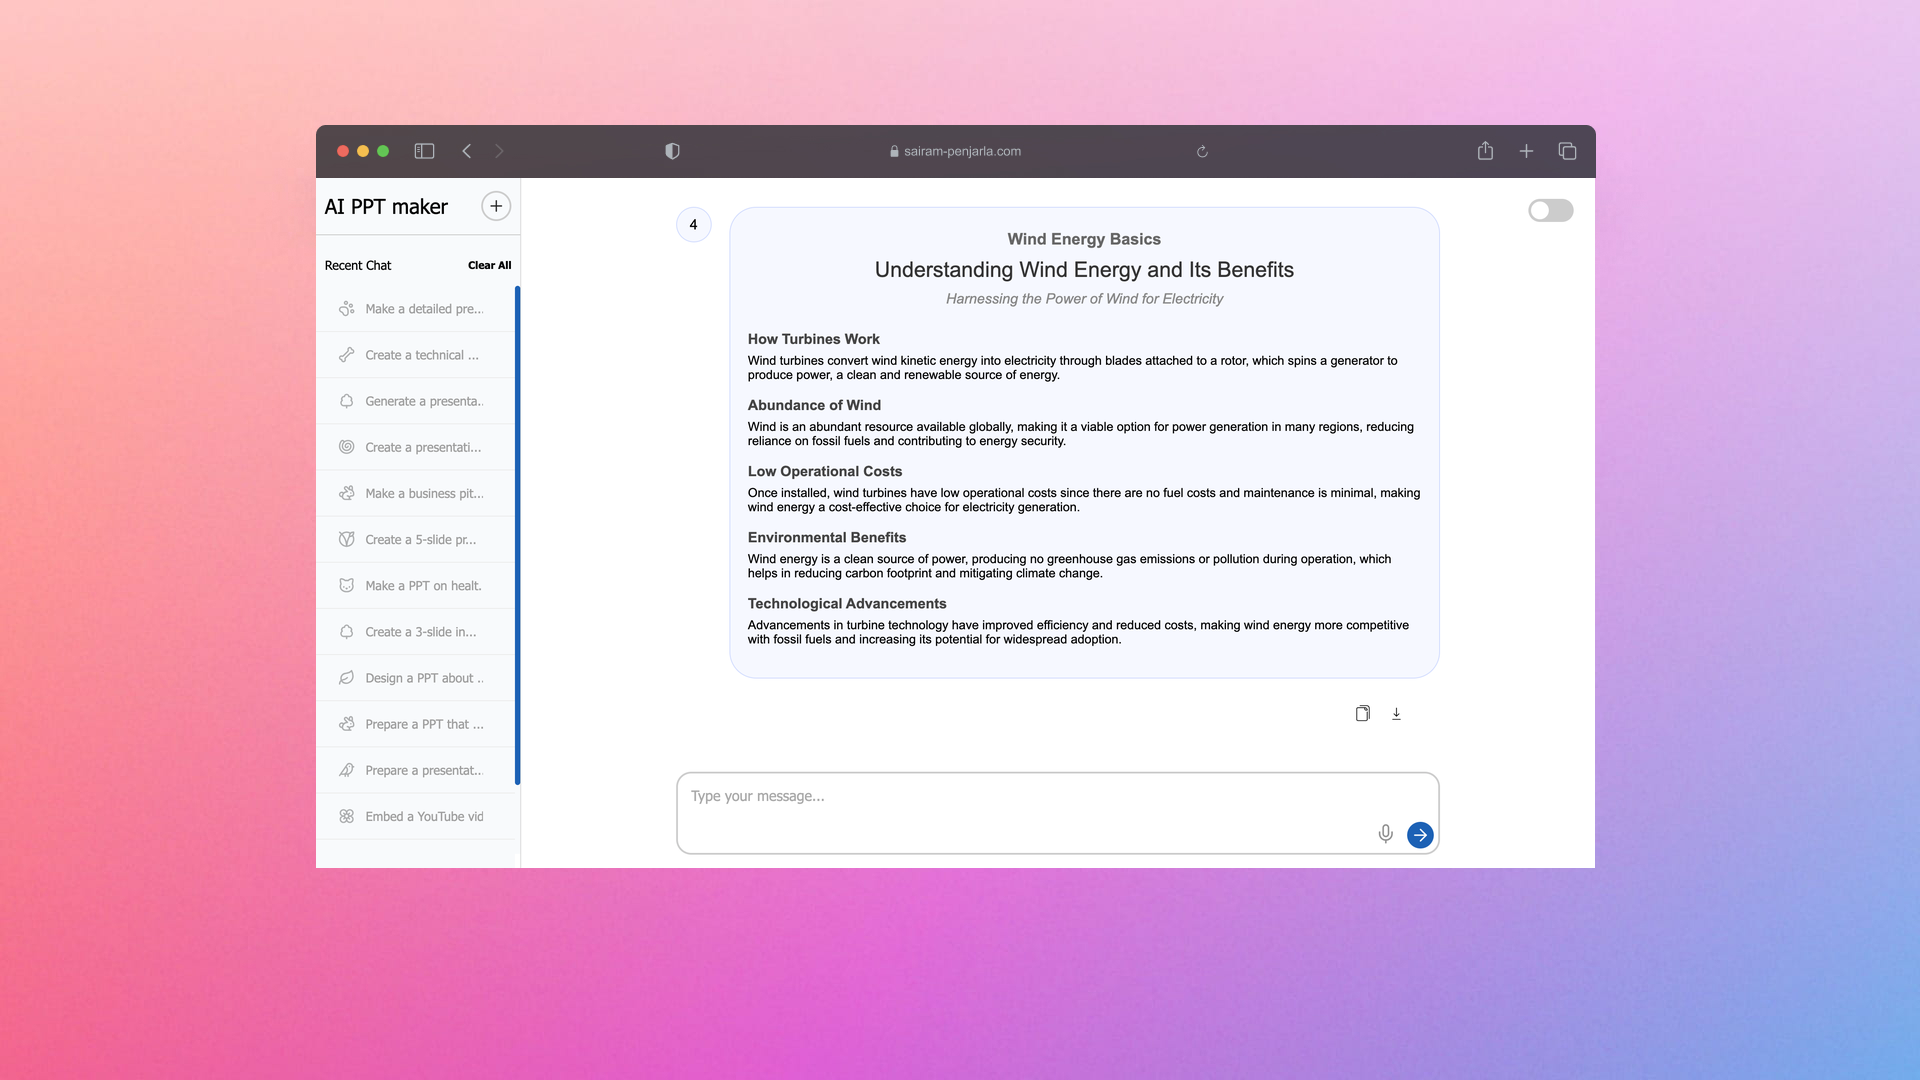 sairam-penjarla.com
AI PPT maker
Recent Chat
Clear All
Make a detailed pre...
Create a technical ...
Generate a presenta..
Create a presentati...
Make a business pit...
Create a 5-slide pr...
Make a PPT on healt.
Create a 3-slide in...
Design a PPT about ..
Prepare a PPT that ...
Prepare a presentat..
Embed a YouTube vid
4
Wind Energy Basics
Understanding Wind Energy and Its Benefits
Harnessing the Power of Wind for Electricity
How Turbines Work
Wind turbines convert wind kinetic energy into electricity through blades attached to a rotor, which spins a generator to
produce power, a clean and renewable source of energy.
Abundance of Wind
Wind is an abundant resource available globally, making it a viable option for power generation in many regions, reducing
reliance on fossil fuels and contributing to energy security.
Low Operational Costs
Once installed, wind turbines have low operational costs since there are no fuel costs and maintenance is minimal, making
wind energy a cost-effective choice for electricity generation.
Environmental Benefits
Wind energy is a clean source of power, producing no greenhouse gas emissions or pollution during operation, which
helps in reducing carbon footprint and mitigating climate change.
Technological Advancements
Advancements in turbine technology have improved efficiency and reduced costs, making wind energy more competitive
with fossil fuels and increasing its potential for widespread adoption.
Type your message...